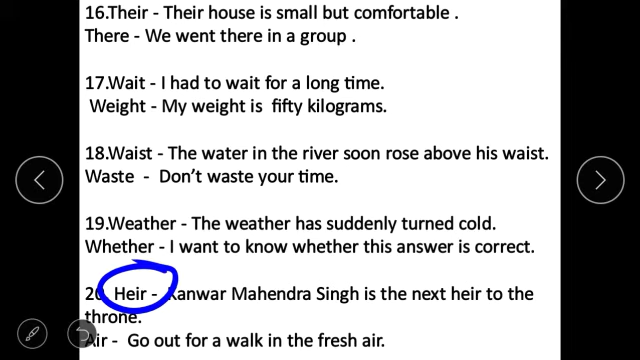 16.Their - Their house is small but comfortable .
There - We went there in a group .
17.Wait - I had to wait for a long time.
Weight - My weight is fifty kilograms.
18.Waist - The water in the river soon rose above his waist.
Waste - Don’t waste your time.
19.Weather - The weather has suddenly turned cold.
Whether - I want to know whether this answer is correct.
20. Heir - Kanwar Mahendra Singh is the next heir to the
throne.
Air - Go out for a walk in the fresh air.